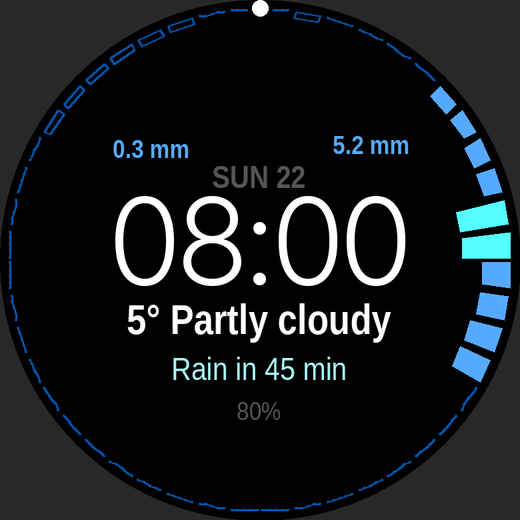 0.3 mm
5.2 mm
SUN 22
08:00
5° Partly cloudy
Rain in 45 min
80%